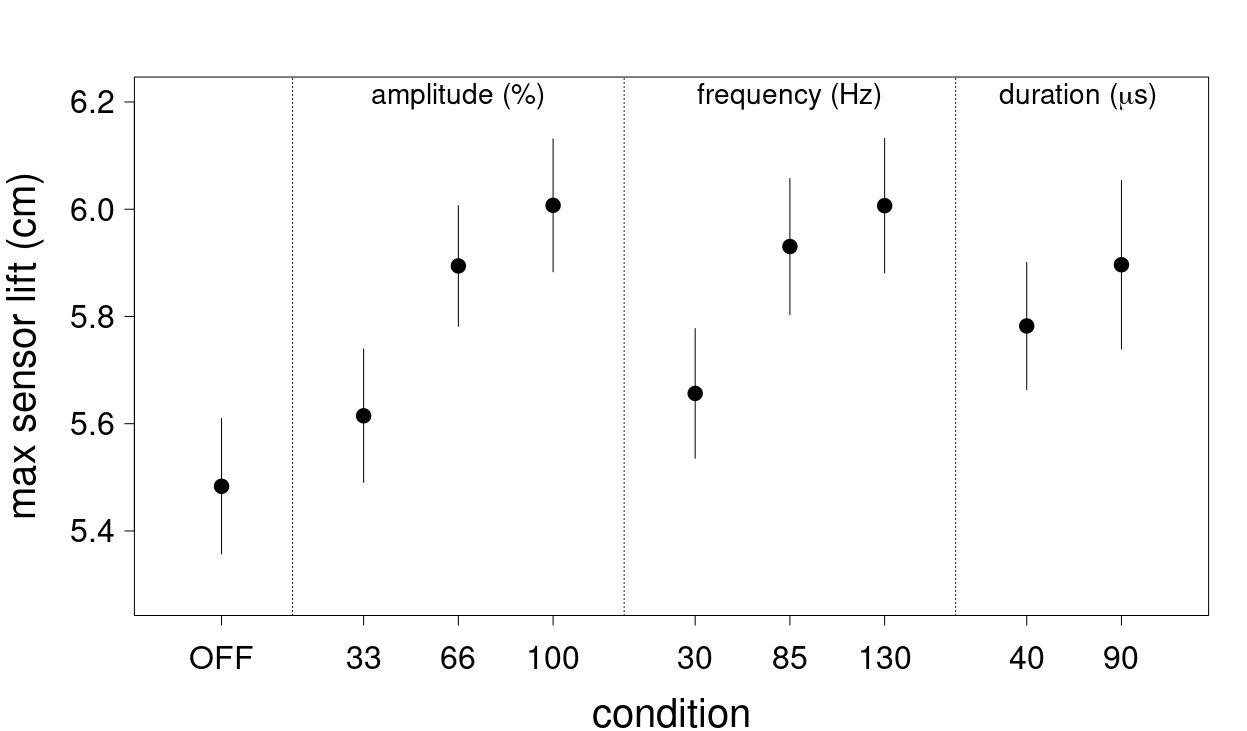 amplitude (%) frequency (Hz) duration (μs)
max sensor lift (cm)
6.2
6.0
5.8
5.6
5.4
OFF 33 66 100 30 85 130 40 90
condition